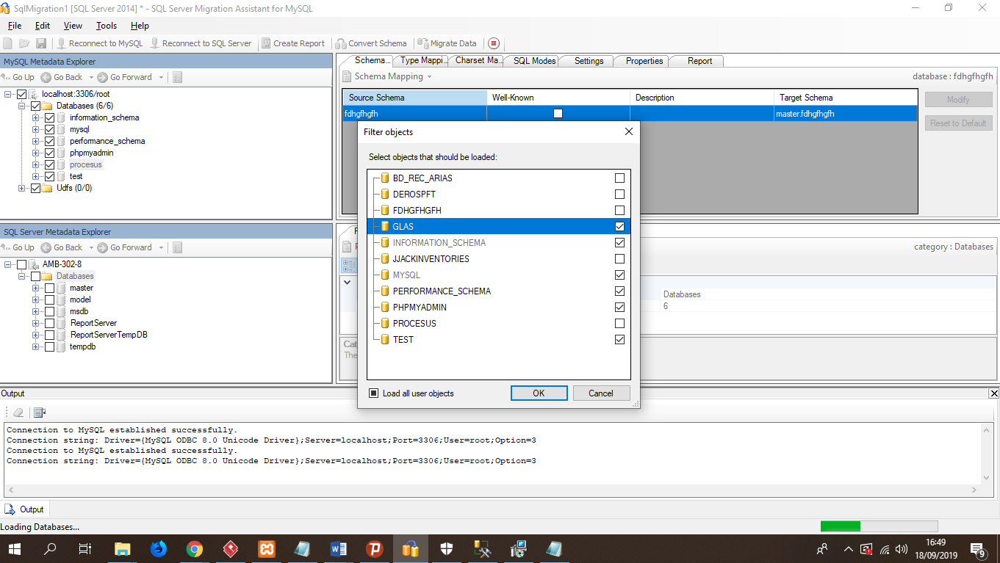 SqlMigration1 [SQL Server 2014] * - SQL Server Migration Assistant for MySQL
File Edit View Tools Help
Reconnect to MySQL Reconnect to SQL Server Create Report Convert Schema Migrate Data
MySQL Metadata Explorer
Go Up Go Back Go Forward
localhost:3306/root
Databases (6/6)
information_schema
mysql
performance_schema
phpmyadmin
procesus
test
Udfs (0/0)
Schema... Type Mappi... Charset Ma... SQL Modes Settings Properties Report
Schema Mapping database : fdhgfhgfh
Source Schema Well-Known Description Target Schema
fdhgfhgfh master.fdhgfhgfh
Modify
Reset to Default
Filter objects
Select objects that should be loaded:
BD_REC_ARIAS
DEROSPFT
FDHGFHGFH
GLAS
INFORMATION_SCHEMA
JJACKINVENTORIES
MYSQL
PERFORMANCE_SCHEMA
PHPMYADMIN
PROCESUS
TEST
Load all user objects OK Cancel
SQL Server Metadata Explorer
Go Up Go Back Go Forward
AMB-302-8
Databases
master
model
msdb
ReportServer
ReportServerTempDB
tempdb
category : Databases
Databases
6
Cat
The
Output
Connection to MySQL established successfully.
Connection string: Driver={MySQL ODBC 8.0 Unicode Driver};Server=localhost;Port=3306;User=root;Option=3
Connection to MySQL established successfully.
Connection string: Driver={MySQL ODBC 8.0 Unicode Driver};Server=localhost;Port=3306;User=root;Option=3
Output
Loading Databases...
16:49
18/09/2019
9